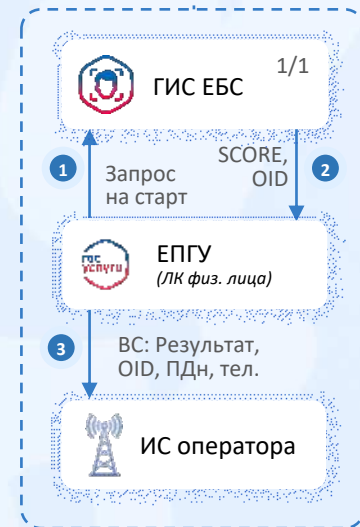 ГИС ЕБС
1/1
1
Запрос
на старт
SCORE,
OID
2
гос
услуги
ЕПГУ
(ЛК физ. лица)
3
ВС: Результат,
OID, ПДн, тел.
ИС оператора